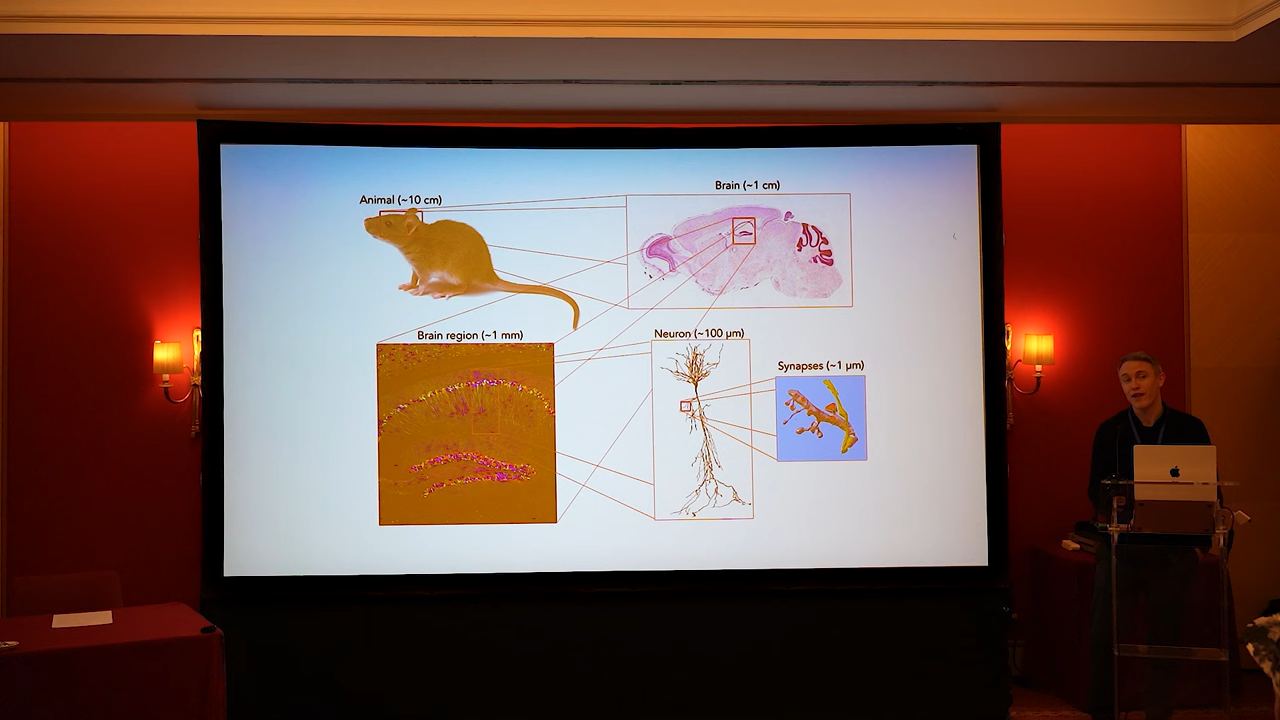 Animal (~10 cm)
Brain (~1 cm)
Brain region (~1 mm)
Neuron (~100 µm)
Synapses (~1 µm)